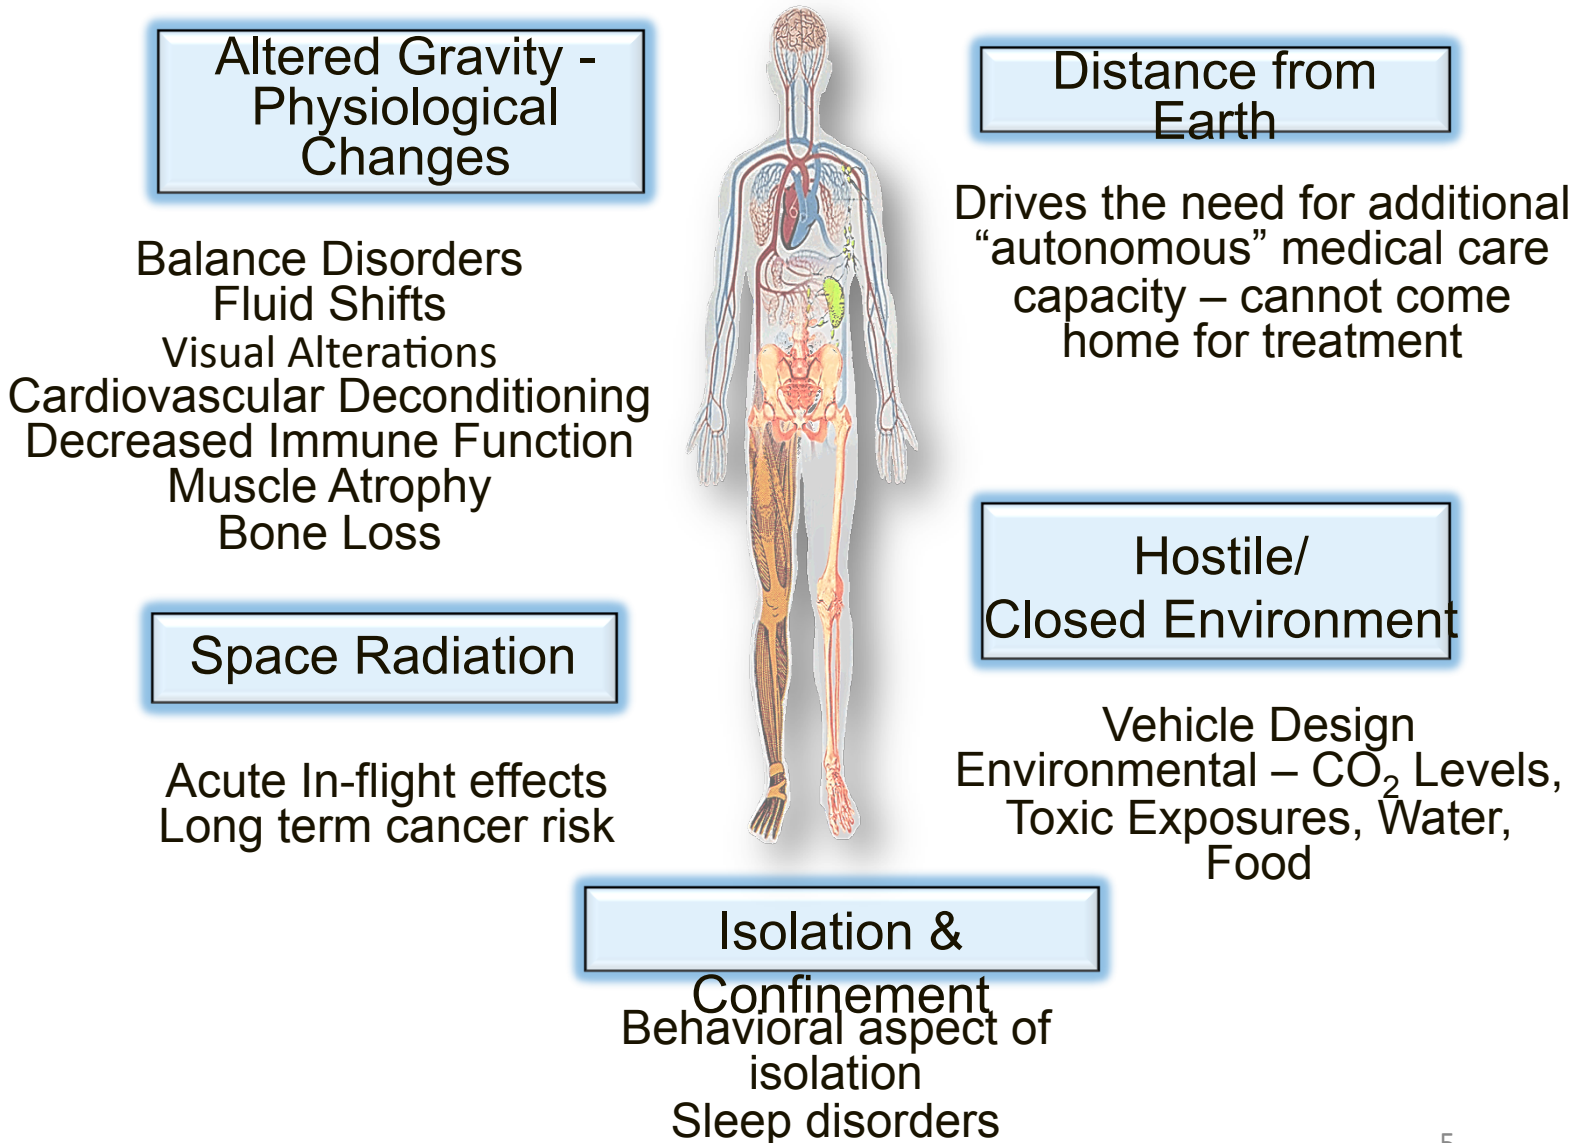 Altered Gravity -
Physiological
Changes
Balance Disorders
Fluid Shifts
Visual Alterations
Cardiovascular Deconditioning
Decreased Immune Function
Muscle Atrophy
Bone Loss
Space Radiation
Acute In-flight effects
Long term cancer risk
Distance from
Earth
Drives the need for additional
“autonomous” medical care
capacity – cannot come
home for treatment
Hostile/
Closed Environment
Vehicle Design
Environmental – CO₂ Levels,
Toxic Exposures, Water,
Food
Isolation &
Confinement
Behavioral aspect of
isolation
Sleep disorders
5